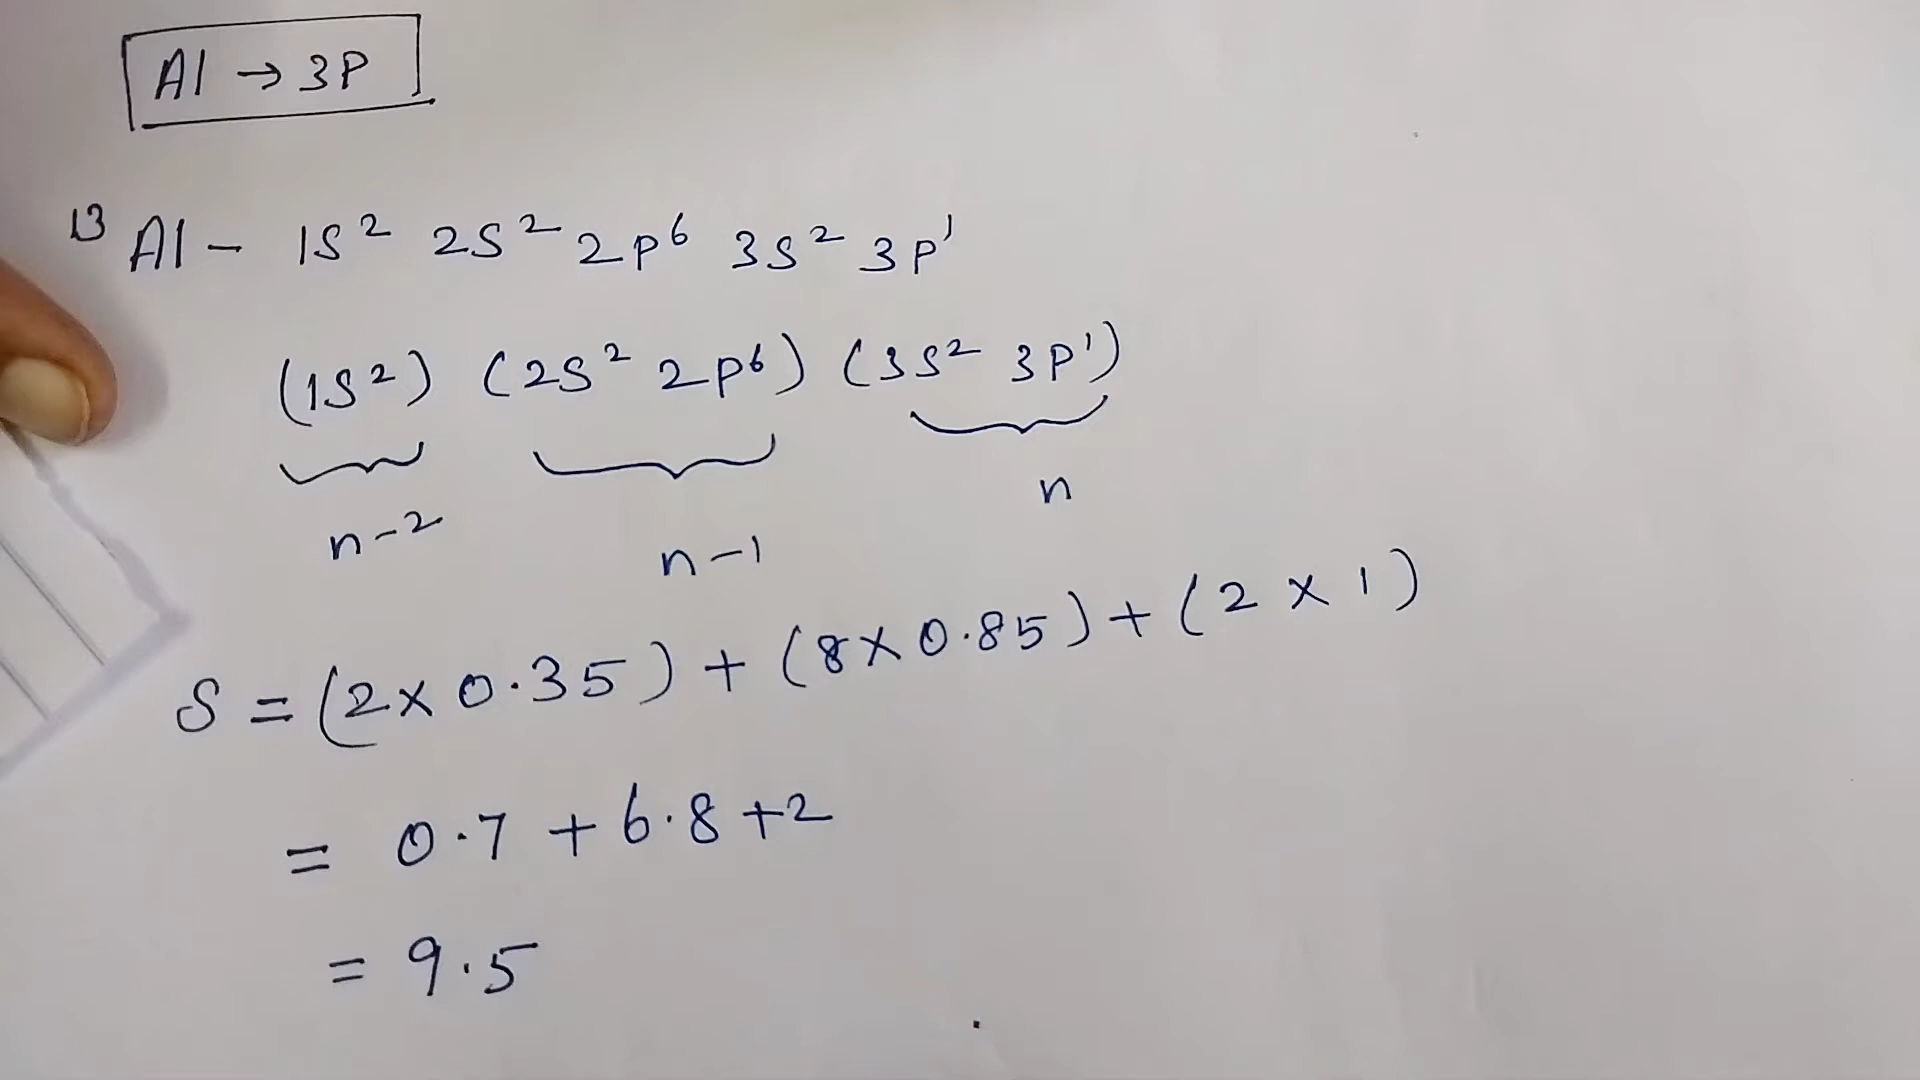 Al → 3P
13 Al - 1S² 2S² 2p⁶ 3s² 3p¹
(1S²) (2S² 2p⁶) (3S² 3P¹)
n-2 n-1 n
S = (2×0.35) + (8×0.85) + (2×1)
= 0.7 + 6.8 +2
= 9.5